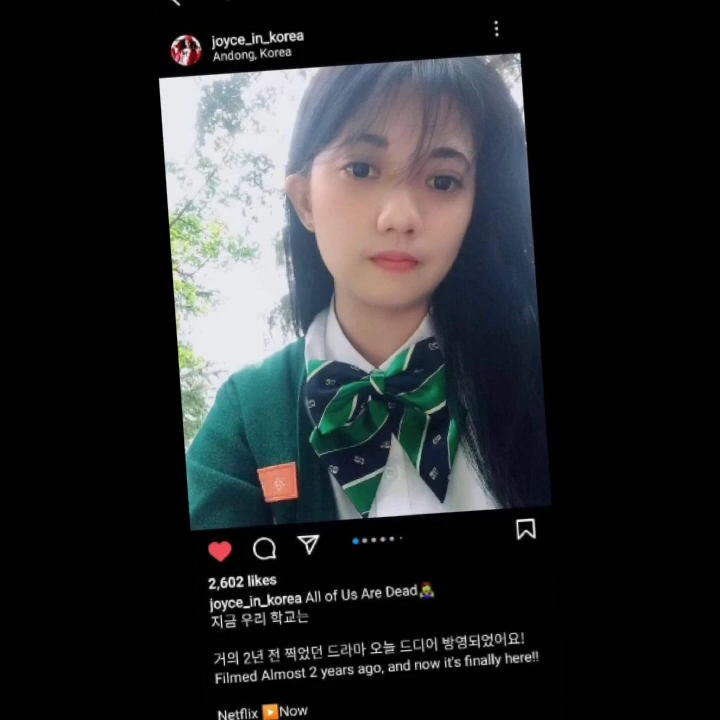 joyce_in_korea
Andong, Korea
2,602 likes
joyce_in_korea All of Us Are Dead🧟‍♀️
지금 우리 학교는
거의 2년 전 찍었던 드라마 오늘 드디어 방영되었어요!
Filmed Almost 2 years ago, and now it's finally here!!
Netflix ▶️Now